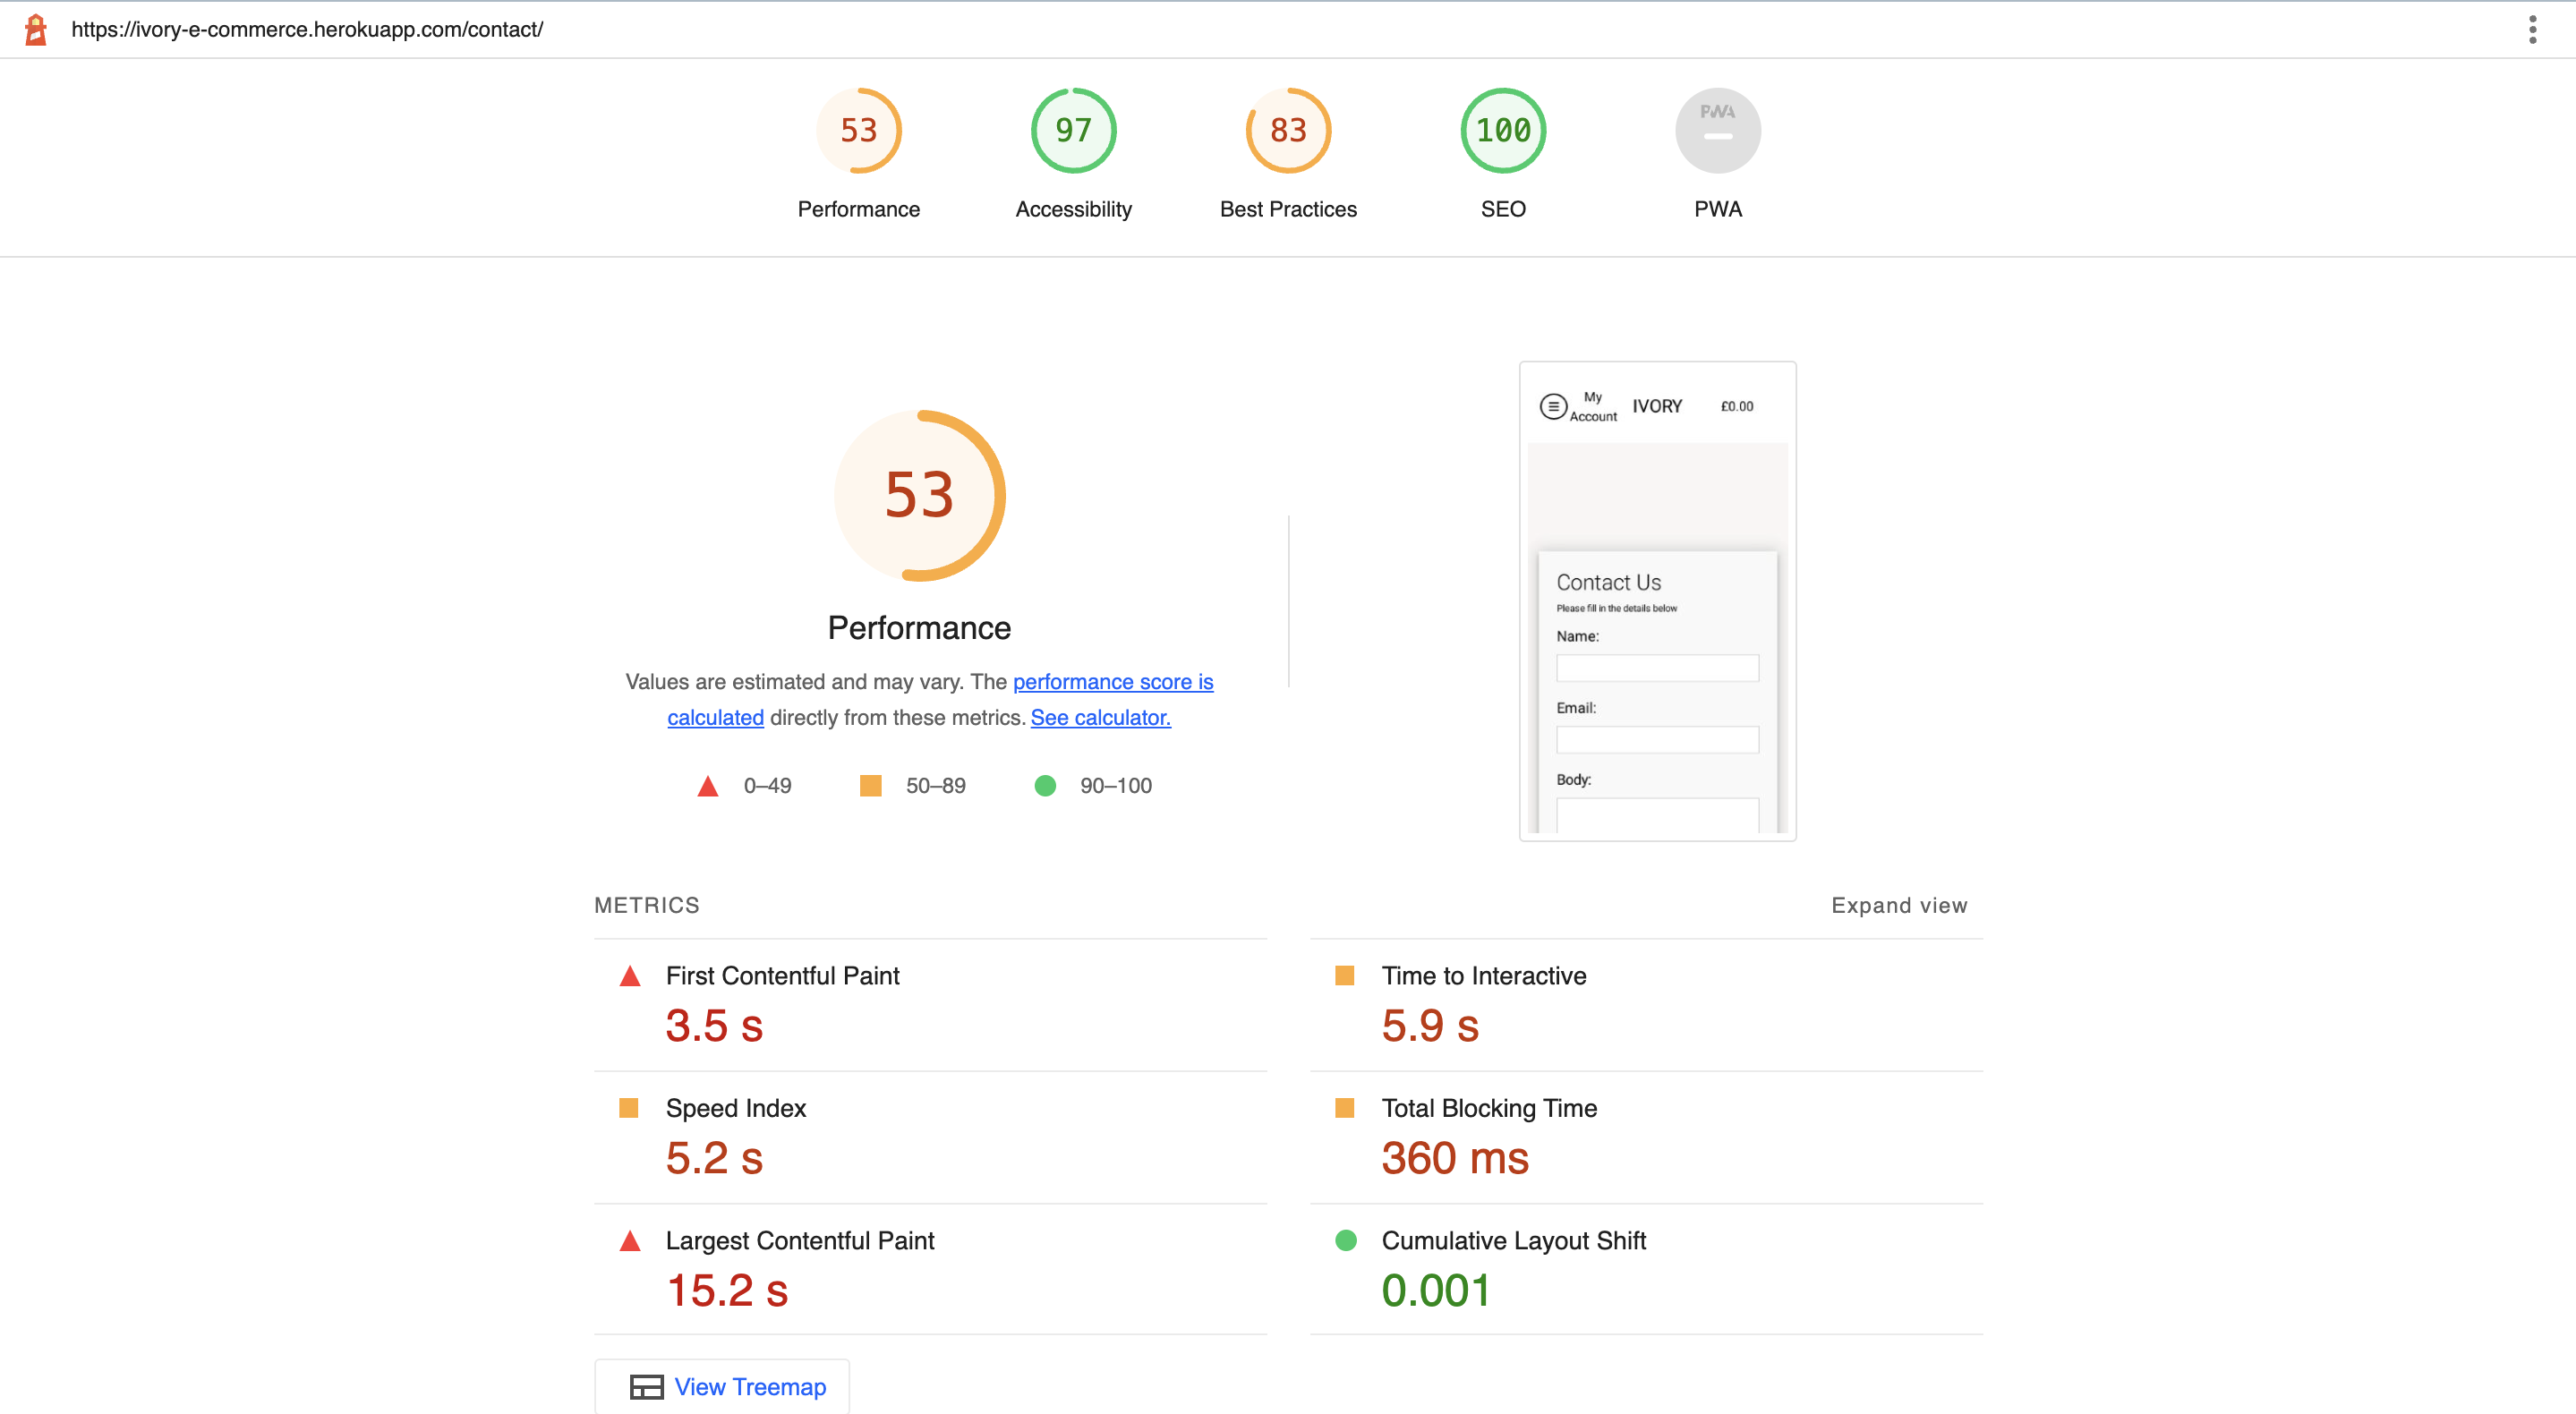 https://ivory-e-commerce.herokuapp.com/contact/
53
97
83
100
PWA
Performance
Accessibility
Best Practices
SEO
PWA
53
Performance
Values are estimated and may vary. The performance score is
calculated directly from these metrics. See calculator.
0–49
50–89
90–100
My
Account
IVORY
£0.00
Contact Us
Please fill in the details below
Name:
Email:
Body:
METRICS
Expand view
First Contentful Paint
3.5 s
Time to Interactive
5.9 s
Speed Index
5.2 s
Total Blocking Time
360 ms
Largest Contentful Paint
15.2 s
Cumulative Layout Shift
0.001
View Treemap